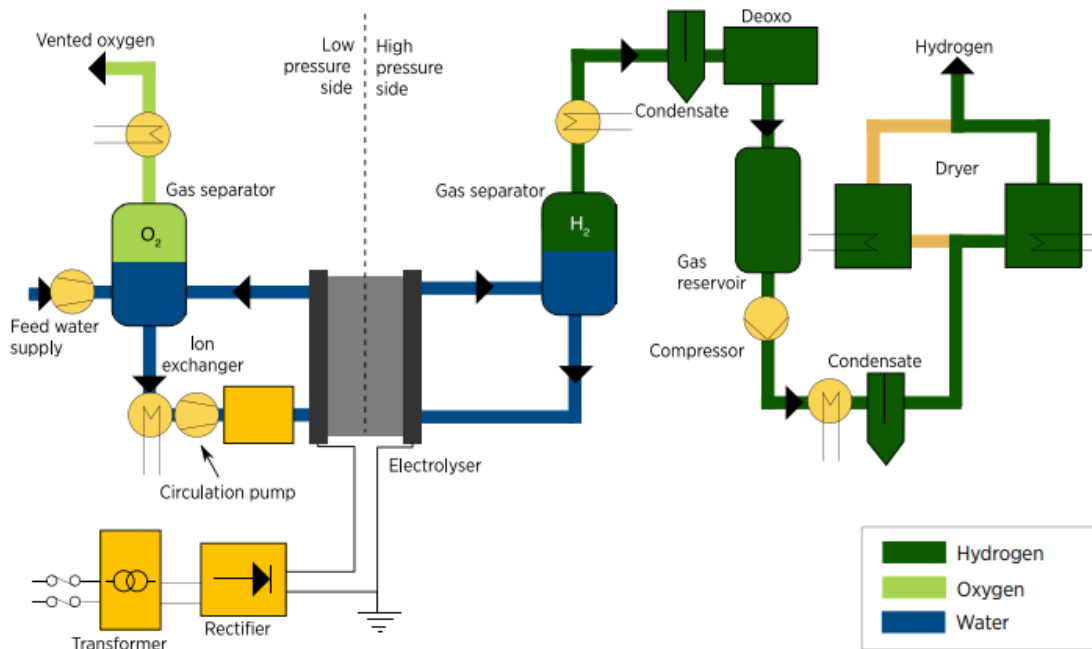 Vented oxygen
Low
pressure
side
High
pressure
side
Deoxo
Hydrogen
Condensate
Gas separator
Gas separator
Dryer
O2
H2
Gas
reservoir
Feed water
supply
Ion
exchanger
Compressor
Condensate
Electrolyser
Circulation pump
Transformer
Rectifier
Hydrogen
Oxygen
Water